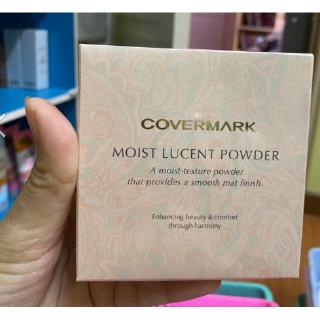 COVERMARK
MOIST LUCENT POWDER
A moist-texture powder
that provides a smooth mat finish.
Enhancing beauty & comfort
through harmony